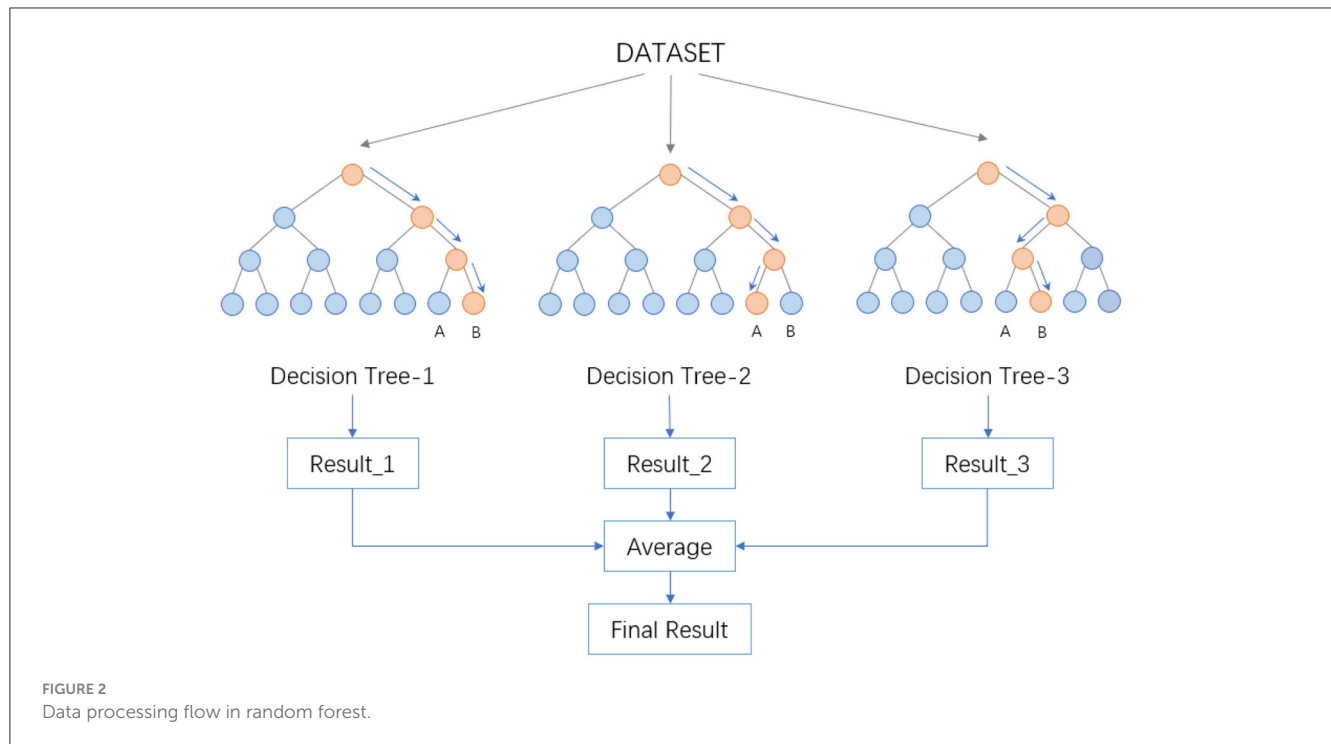 DATASET
A B A B A B
Decision Tree-1 Decision Tree-2 Decision Tree-3
Result_1 Result_2 Result_3
Average
Final Result
FIGURE 2
Data processing flow in random forest.